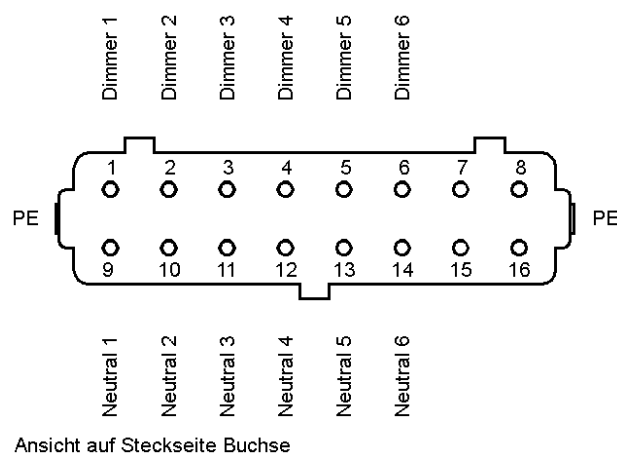 Dimmer 1
Dimmer 2
Dimmer 3
Dimmer 4
Dimmer 5
Dimmer 6
1 2 3 4 5 6 7 8
PE PE
9 10 11 12 13 14 15 16
Neutral 1
Neutral 2
Neutral 3
Neutral 4
Neutral 5
Neutral 6
Ansicht auf Steckseite Buchse